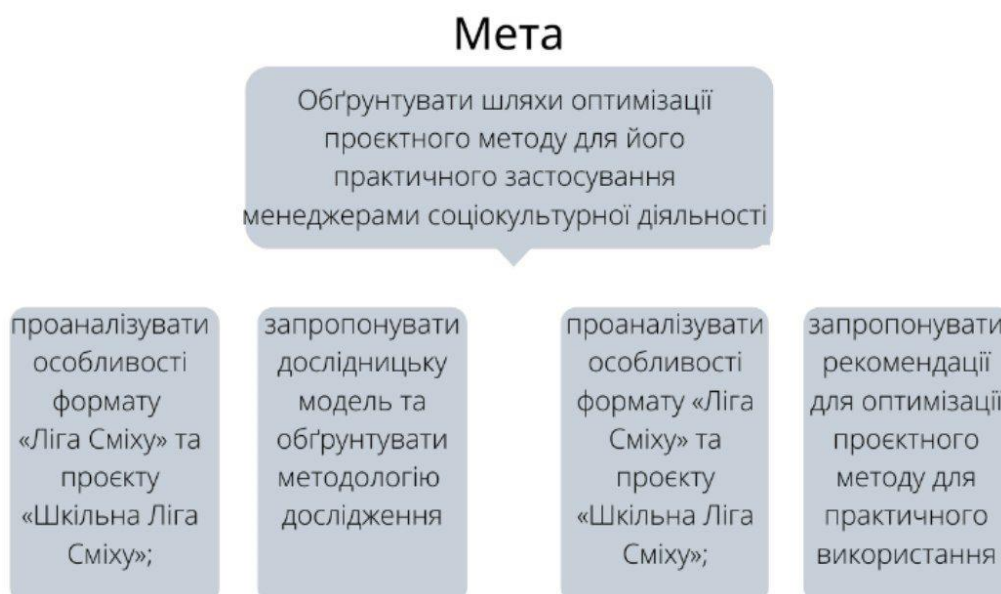 Мета
Обґрунтувати шляхи оптимізації
проєктного методу для його
практичного застосування
менеджерами соціокультурної діяльності
проаналізувати
особливості
формату
«Ліга Сміху» та
проєкту
«Шкільна Ліга
Сміху»;
запропонувати
дослідницьку
модель та
обґрунтувати
методологію
дослідження
проаналізувати
особливості
формату «Ліга
Сміху» та
проєкту
«Шкільна Ліга
Сміху»;
запропонувати
рекомендації
для оптимізації
проєктного
методу для
практичного
використання